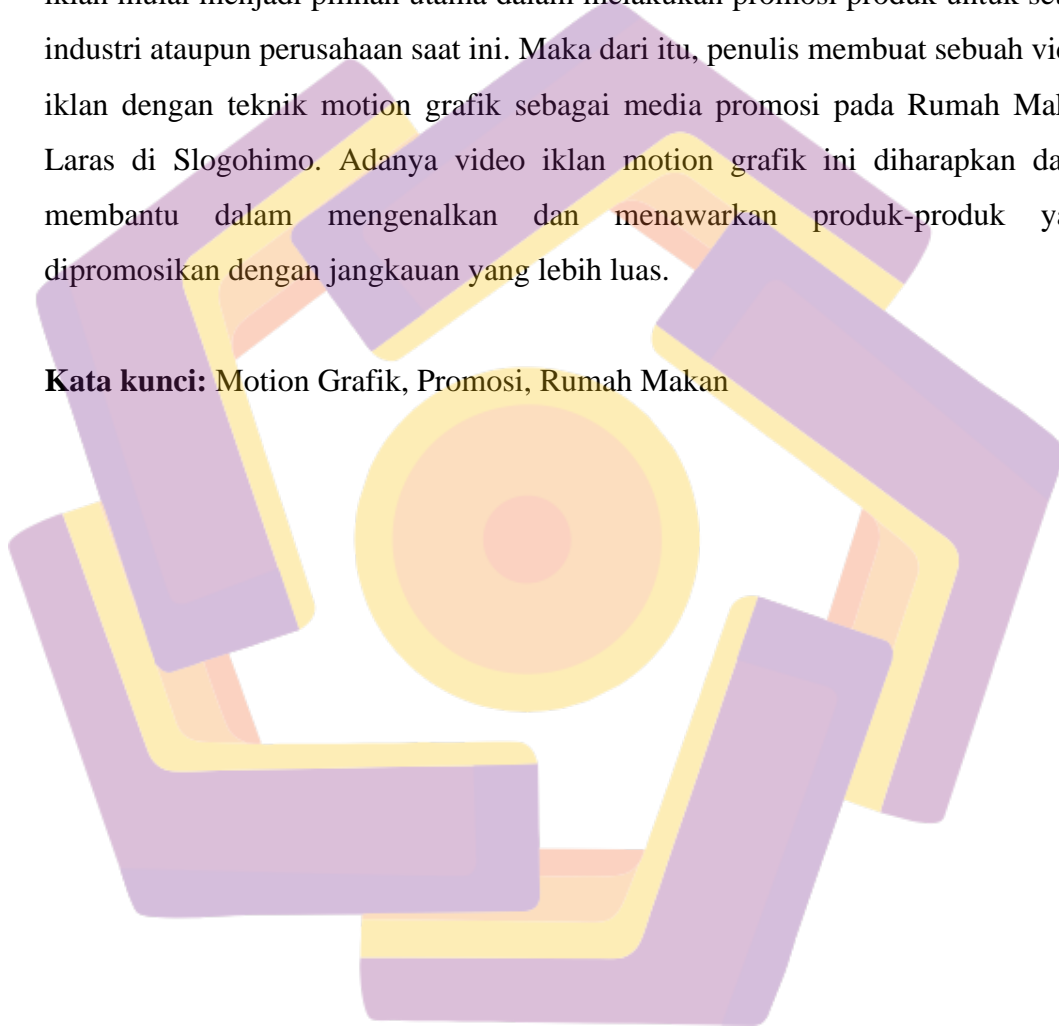 industri ataupun perusahaan saat ini. Maka dari itu, penulis membuat sebuah
iklan dengan teknik motion grafik sebagai media promosi pada Rumah
Laras di Slogohimo. Adanya video iklan motion grafik ini diharapkan
membantu dalam mengenalkan dan menawarkan produk-produk
dipromosikan dengan jangkauan yang lebih luas.
Kata kunci: Motion Grafik, Promosi, Rumah Makan